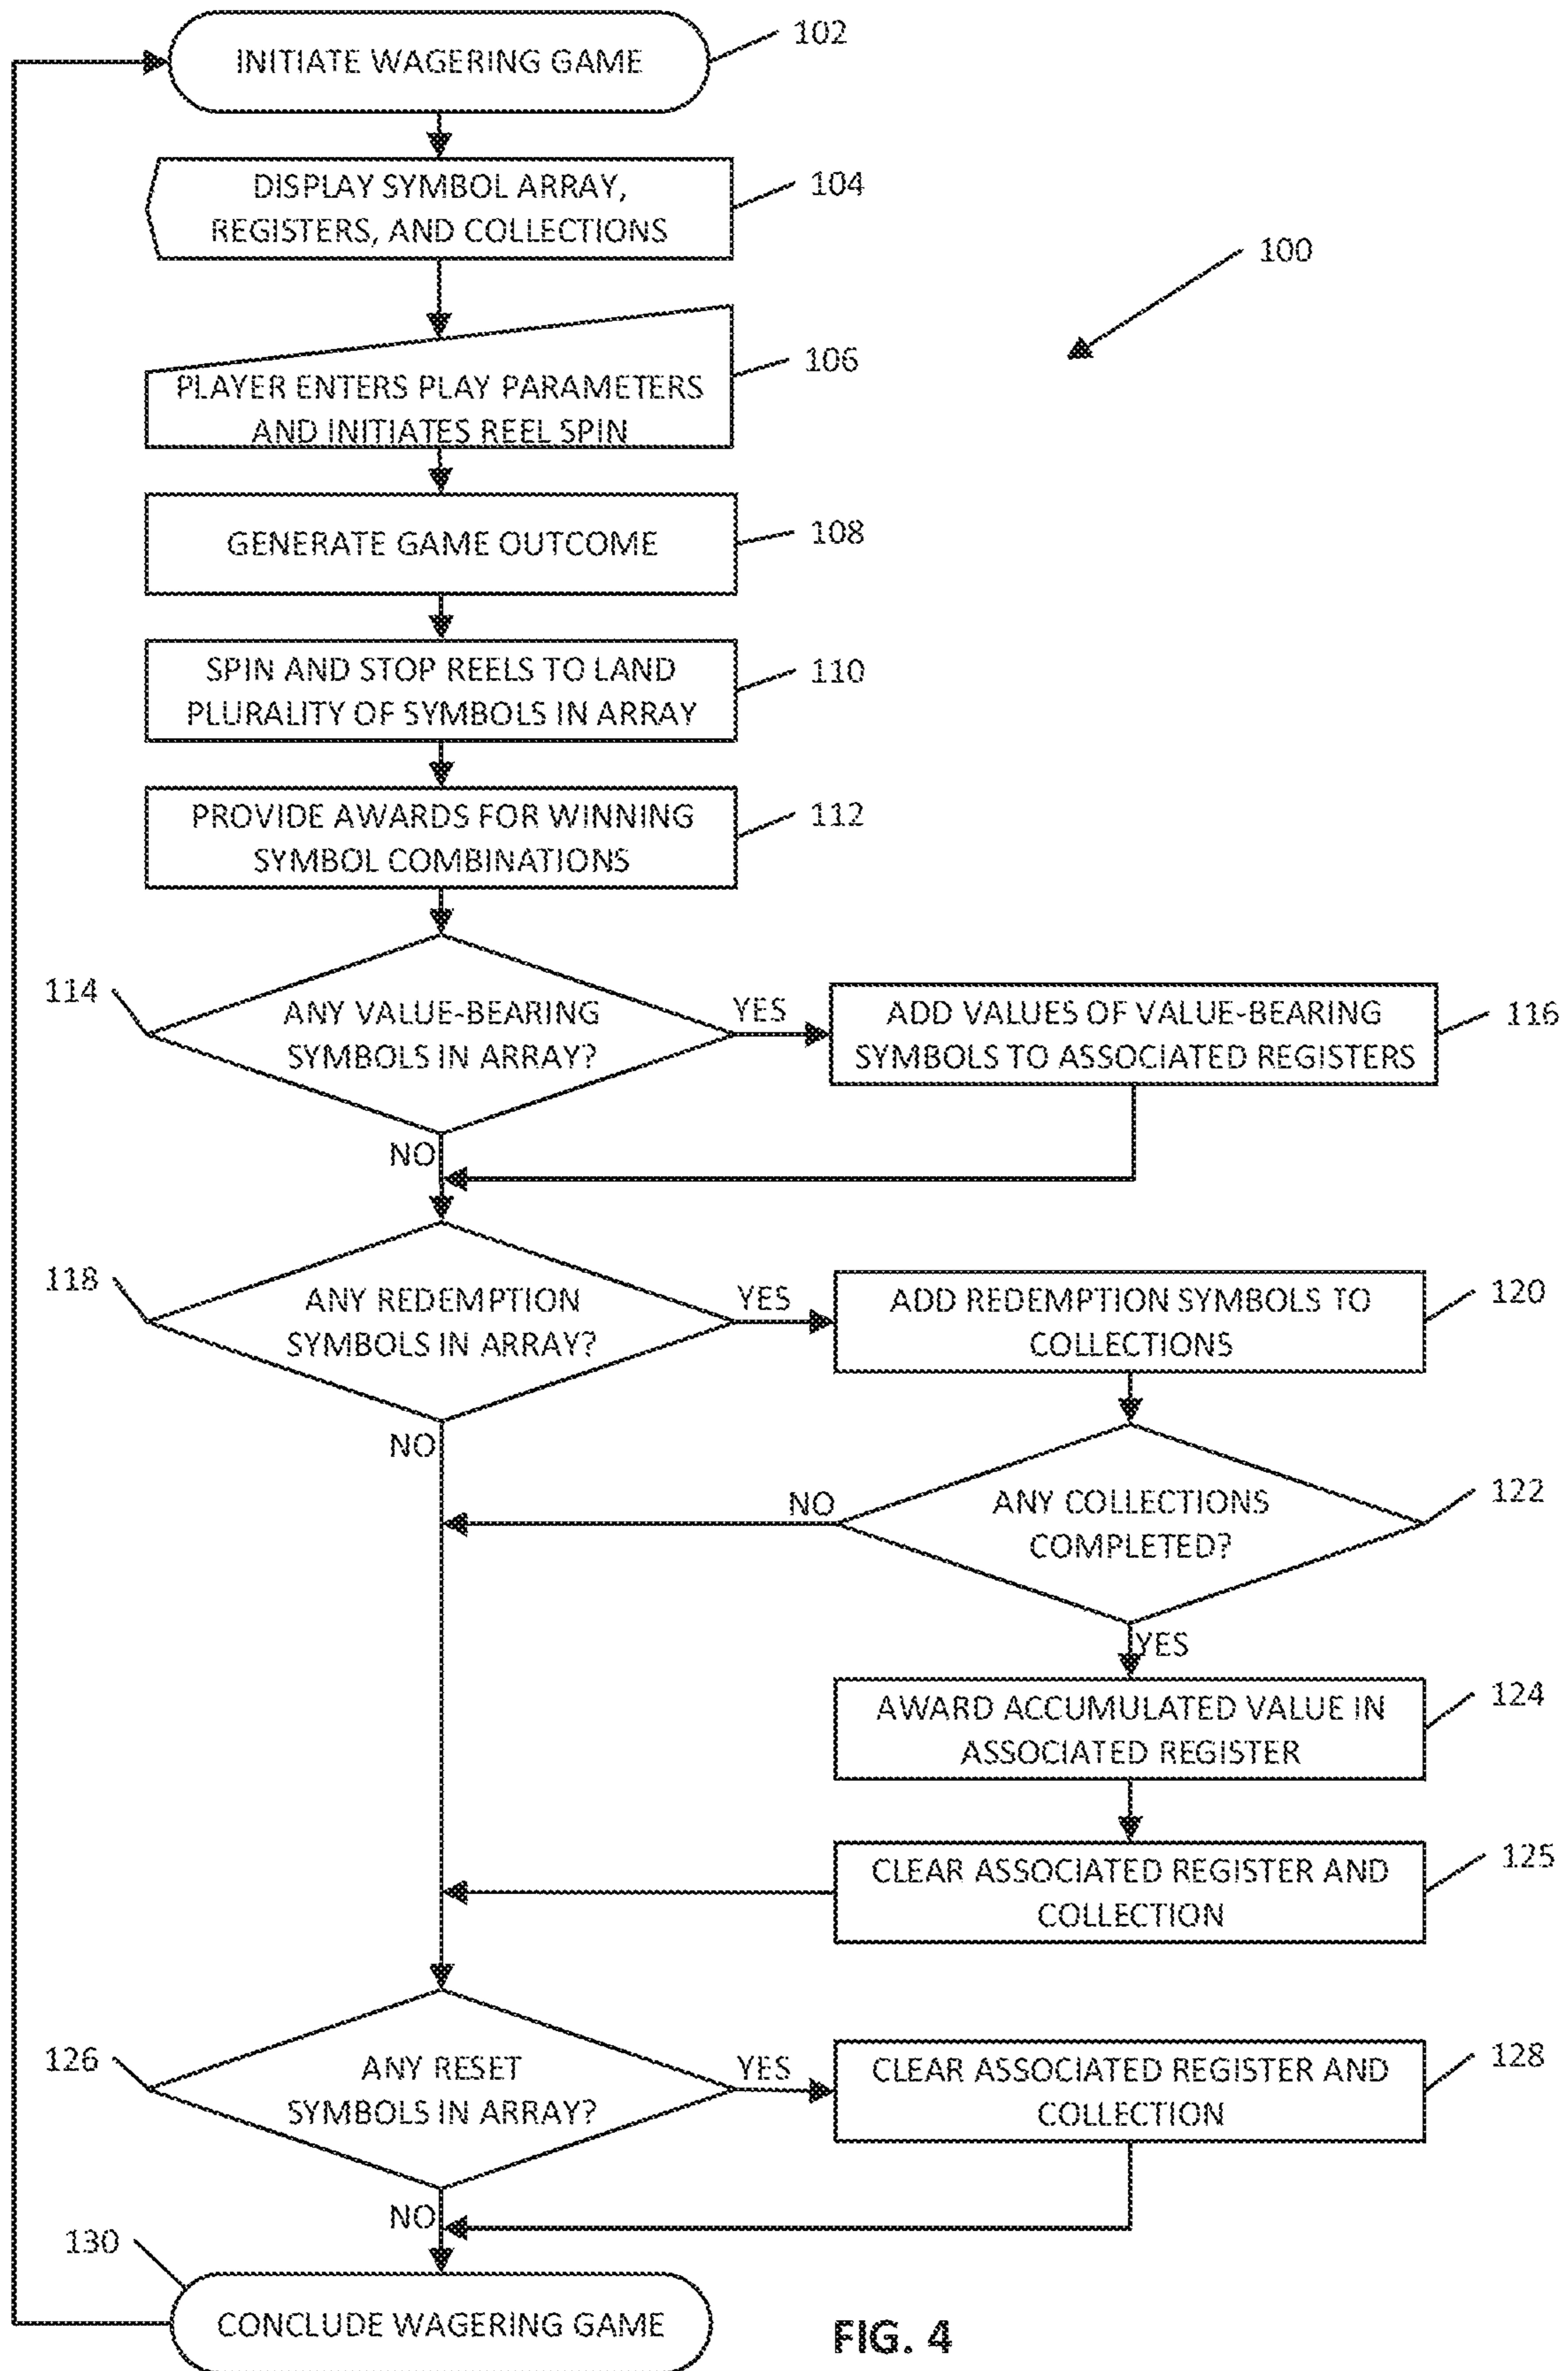 INITIATE WAGERING GAME
102
DISPLAY SYMBOL ARRAY,
REGISTERS, AND COLLECTIONS
104
100
PLAYER ENTERS PLAY PARAMETERS
AND INITIATES REEL SPIN
106
GENERATE GAME OUTCOME
108
SPIN AND STOP REELS TO LAND
PLURALITY OF SYMBOLS IN ARRAY
110
PROVIDE AWARDS FOR WINNING
SYMBOL COMBINATIONS
112
114
ANY VALUE-BEARING
SYMBOLS IN ARRAY?
YES
ADD VALUES OF VALUE-BEARING
SYMBOLS TO ASSOCIATED REGISTERS
116
NO
118
ANY REDEMPTION
SYMBOLS IN ARRAY?
YES
ADD REDEMPTION SYMBOLS TO
COLLECTIONS
120
NO
NO
ANY COLLECTIONS
COMPLETED?
122
YES
AWARD ACCUMULATED VALUE IN
ASSOCIATED REGISTER
124
CLEAR ASSOCIATED REGISTER AND
COLLECTION
125
126
ANY RESET
SYMBOLS IN ARRAY?
YES
CLEAR ASSOCIATED REGISTER AND
COLLECTION
128
NO
130
CONCLUDE WAGERING GAME
FIG. 4